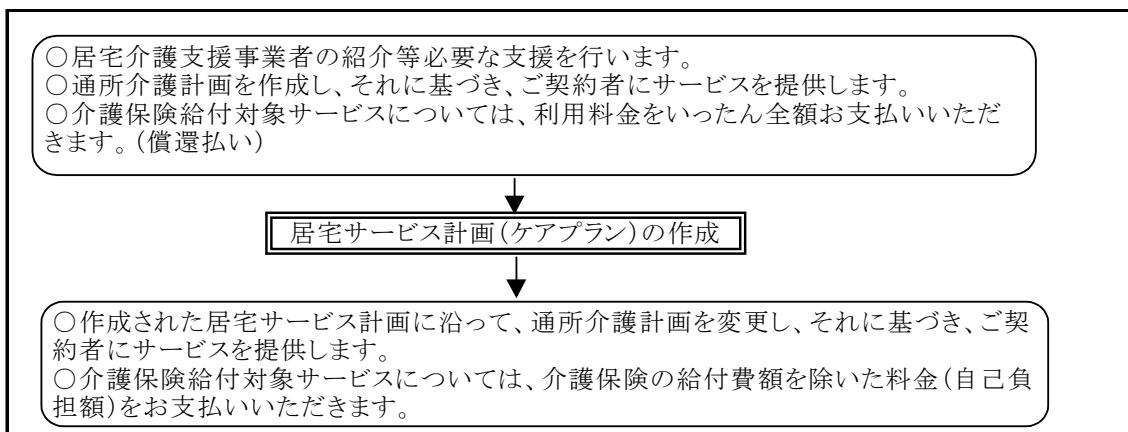 ○居宅介護支援事業者の紹介等必要な支援を行います。
○通所介護計画を作成し、それに基づき、ご契約者にサービスを提供します。
○介護保険給付対象サービスについては、利用料金をいったん全額お支払いいただ
きます。(償還払い)
居宅サービス計画(ケアプラン)の作成
○作成された居宅サービス計画に沿って、通所介護計画を変更し、それに基づき、ご契
約者にサービスを提供します。
○介護保険給付対象サービスについては、介護保険の給付費額を除いた料金(自己負
担額)をお支払いいただきます。